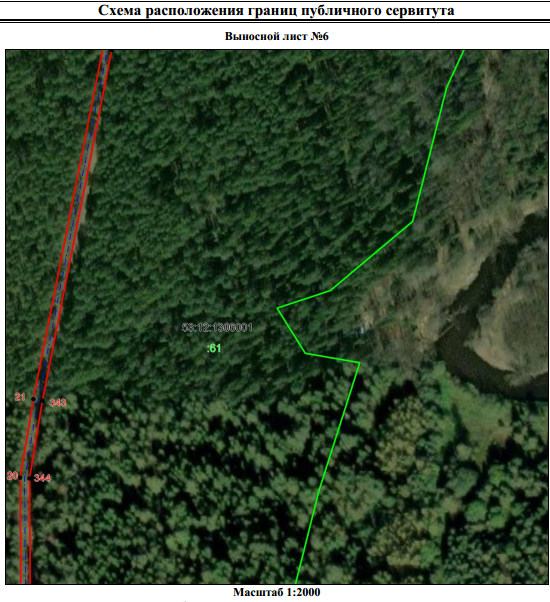 Схема расположения границ публичного сервитута
Выносной лист №6
53:12:1306001
:61
21
343
20
344
Масштаб 1:2000